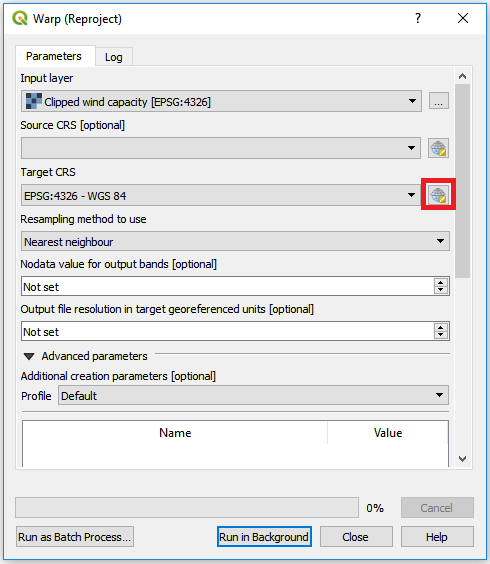 Warp (Reproject)
?
Parameters
Log
Input layer
Clipped wind capacity [EPSG:4326]
...
Source CRS [optional]
Target CRS
EPSG:4326 - WGS 84
Resampling method to use
Nearest neighbour
Nodata value for output bands [optional]
Not set
Output file resolution in target georeferenced units [optional]
Not set
Advanced parameters
Additional creation parameters [optional]
Profile Default
Name Value
0% Cancel
Run as Batch Process... Run in Background Close Help